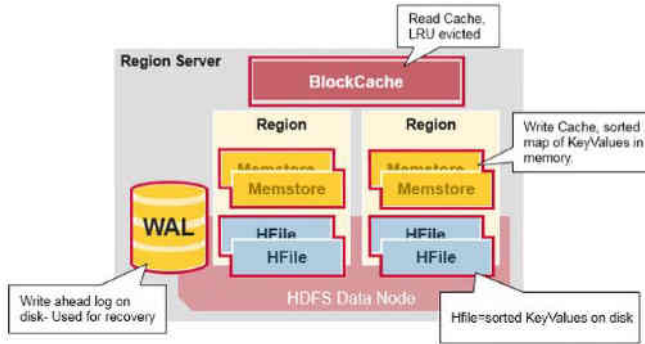 Read Cache,
LRU evicted
Region Server
BlockCache
Region
Region
Write Cache, sorted
map of KeyValues in
memory.
Memstore
Memstore
Memstore
Memstore
WAL
HFile
HFile
HFile
HFile
Write ahead log on
disk- Used for recovery
HDFS Data Node
Hfile=sorted KeyValues on disk